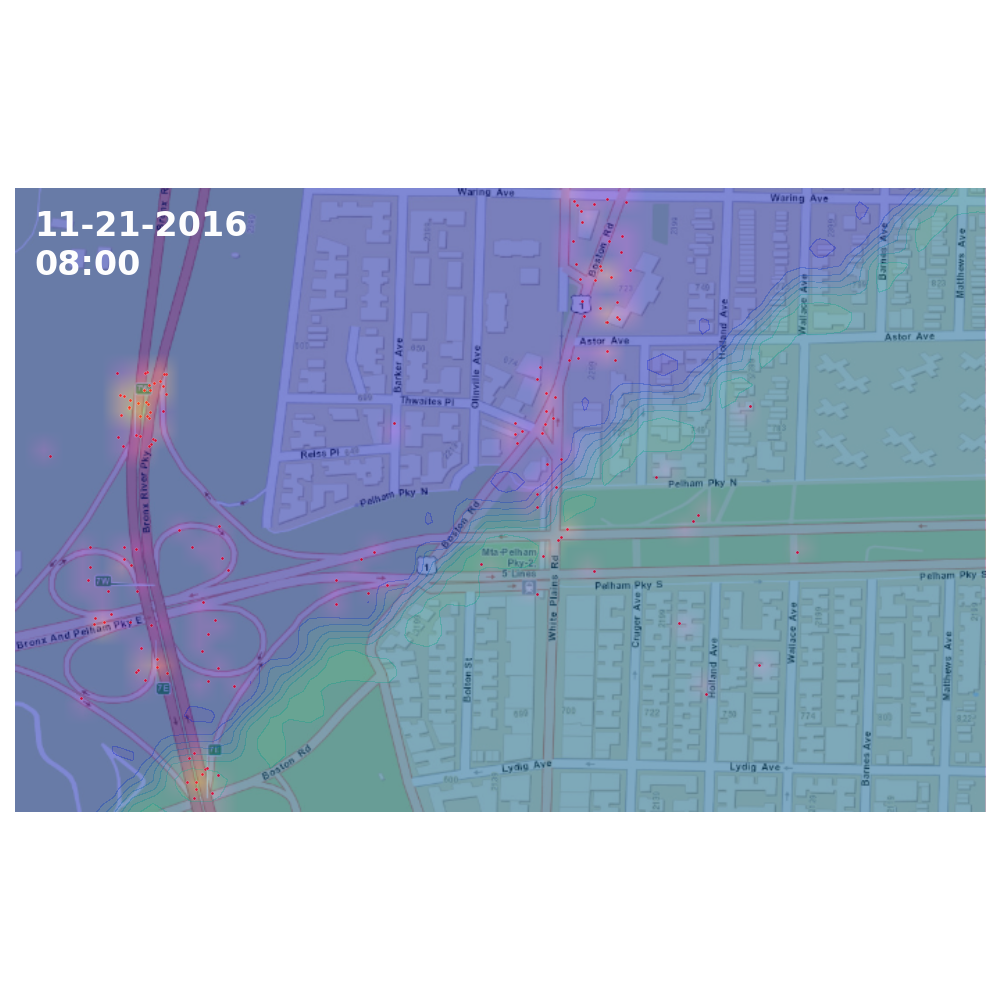 Waring Ave
Waring Ave
11-21-2016
08:00
Boston Rd
Barnes Ave
Matthews Ave
Wallace Ave
1
Astor Ave
Astor Ave
Holland Ave
Barker Ave
Olinville Ave
Thwaites Pl
Reiss Pl
Pelham Pky N
Pelham Pky N
Bronx River Pky
Boston Rd
1
Mta-Pelham
Pky-2,
5 Lines
White Plains Rd
Pelham Pky S
Pelham Pky S
7W
Bronx And Pelham Pky E
Cruger Ave
Holland Ave
Wallace Ave
Matthews Ave
Bolton St
7E
Boston Rd
Lydig Ave
Lydig Ave
Barnes Ave